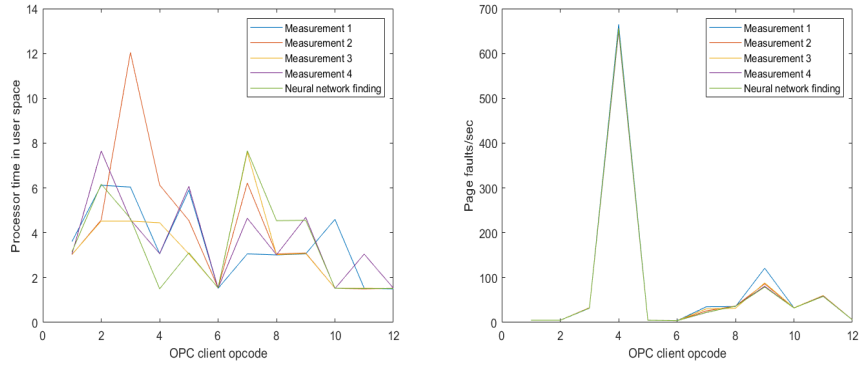 14
12
10
8
6
4
2
0
Processor time in user space
0 2 4 6 8 10 12
OPC client opcode
Measurement 1
Measurement 2
Measurement 3
Measurement 4
Neural network finding
700
600
500
400
300
200
100
0
Page faults/sec
0 2 4 6 8 10 12
OPC client opcode
Measurement 1
Measurement 2
Measurement 3
Measurement 4
Neural network finding